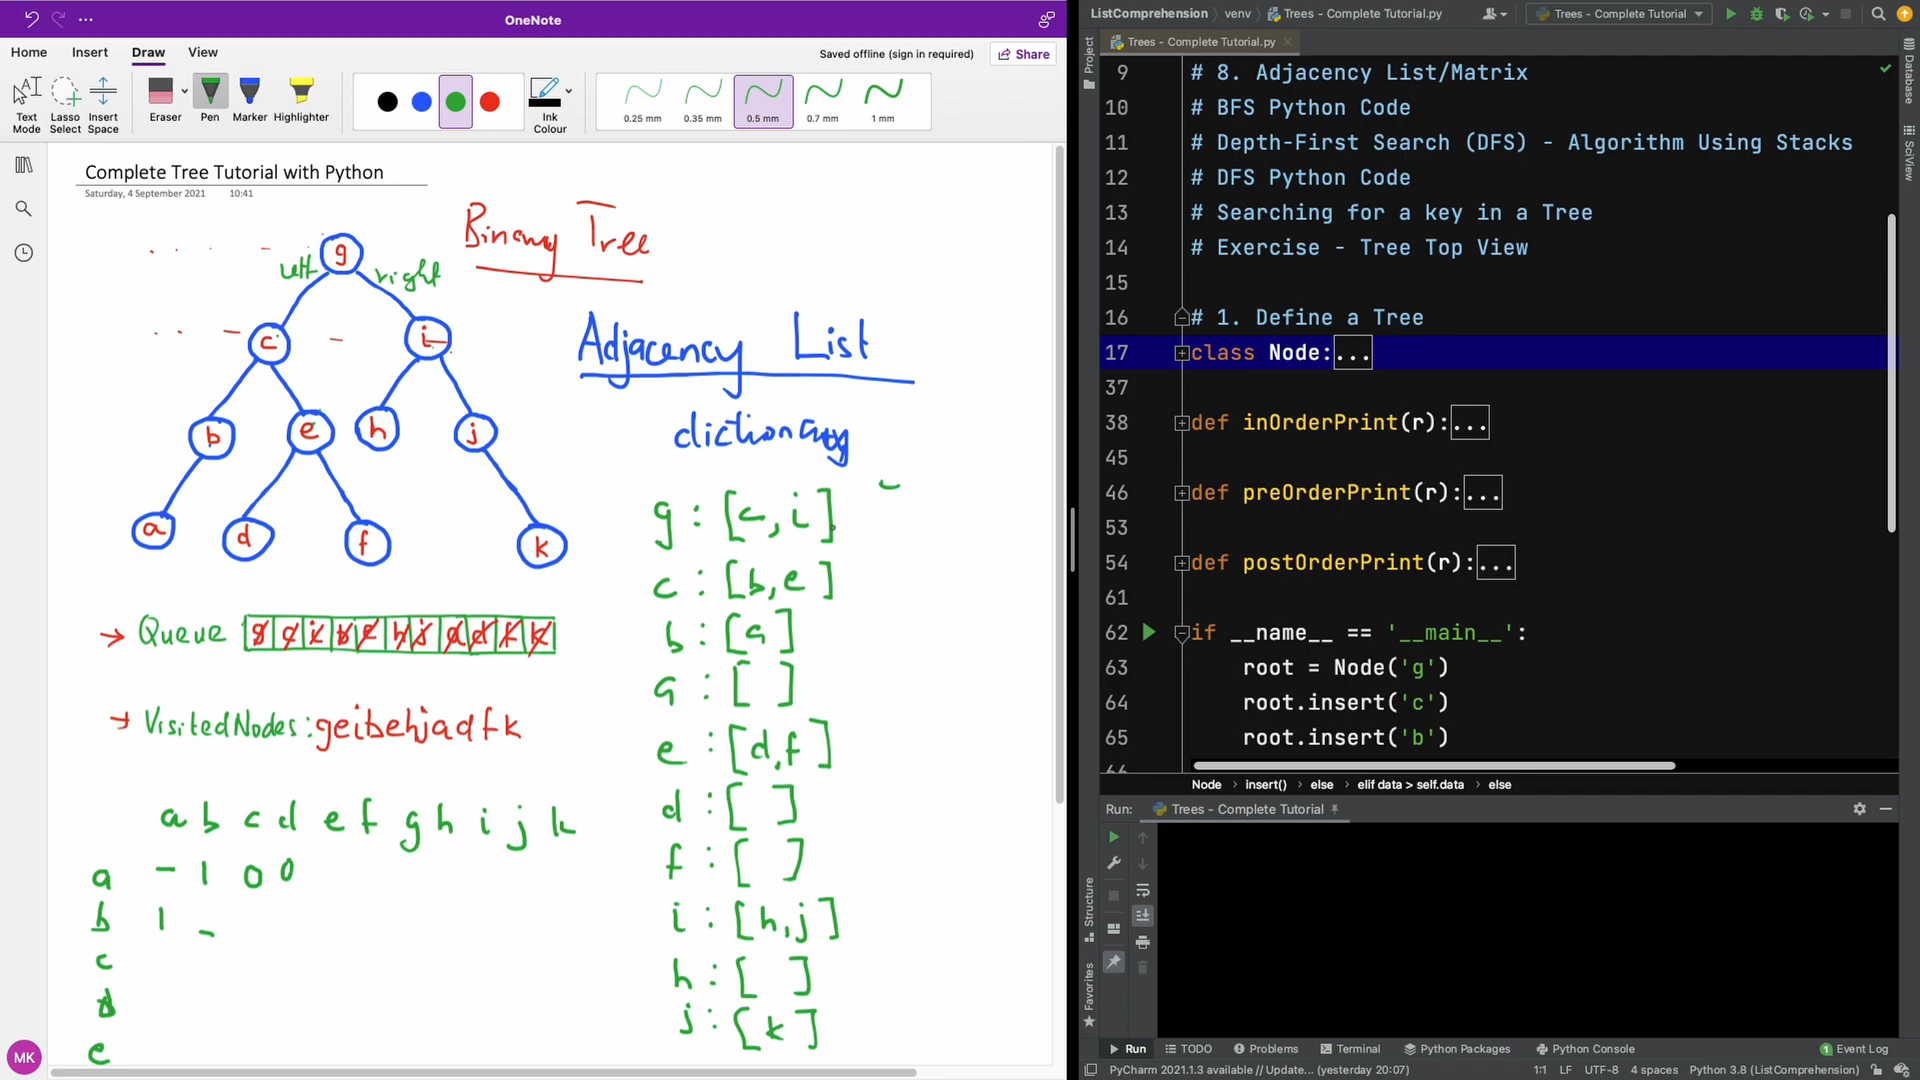 OneNote
Home Insert Draw View
Saved offline (sign in required) Share
Text Mode Lasso Select Insert Space Eraser Pen Marker Highlighter Ink Colour 0.25 mm 0.35 mm 0.5 mm 0.7 mm 1 mm
Complete Tree Tutorial with Python
Saturday, 4 September 2021 10:41
Binary Tree
g
left right
c i
b e h j
a d f k
Adjacency List
dictionary
g : [c, i]
c : [b, e]
b : [a]
a : [ ]
e : [d, f]
d : [ ]
f : [ ]
i : [h, j]
h : [ ]
j : [k]
→ Queue g c i b e h j a d f k
→ VisitedNodes: gcibehjadfk
a b c d e f g h i j k
a - 1 0 0
b 1 -
c
d
e
MK
ListComprehension venv Trees - Complete Tutorial.py Trees - Complete Tutorial
Trees - Complete Tutorial.py
Project
Database
SciView
9 # 8. Adjacency List/Matrix
10 # BFS Python Code
11 # Depth-First Search (DFS) - Algorithm Using Stacks
12 # DFS Python Code
13 # Searching for a key in a Tree
14 # Exercise - Tree Top View
15
16 # 1. Define a Tree
17 class Node:...
37
38 def inOrderPrint(r):...
45
46 def preOrderPrint(r):...
53
54 def postOrderPrint(r):...
61
62 if __name__ == '__main__':
63 root = Node('g')
64 root.insert('c')
65 root.insert('b')
66
Node insert() else elif data > self.data else
Run: Trees - Complete Tutorial
Structure
Favorites
Run TODO Problems Terminal Python Packages Python Console 1 Event Log
PyCharm 2021.1.3 available // Update... (yesterday 20:07) 1:1 LF UTF-8 4 spaces Python 3.8 (ListComprehension)